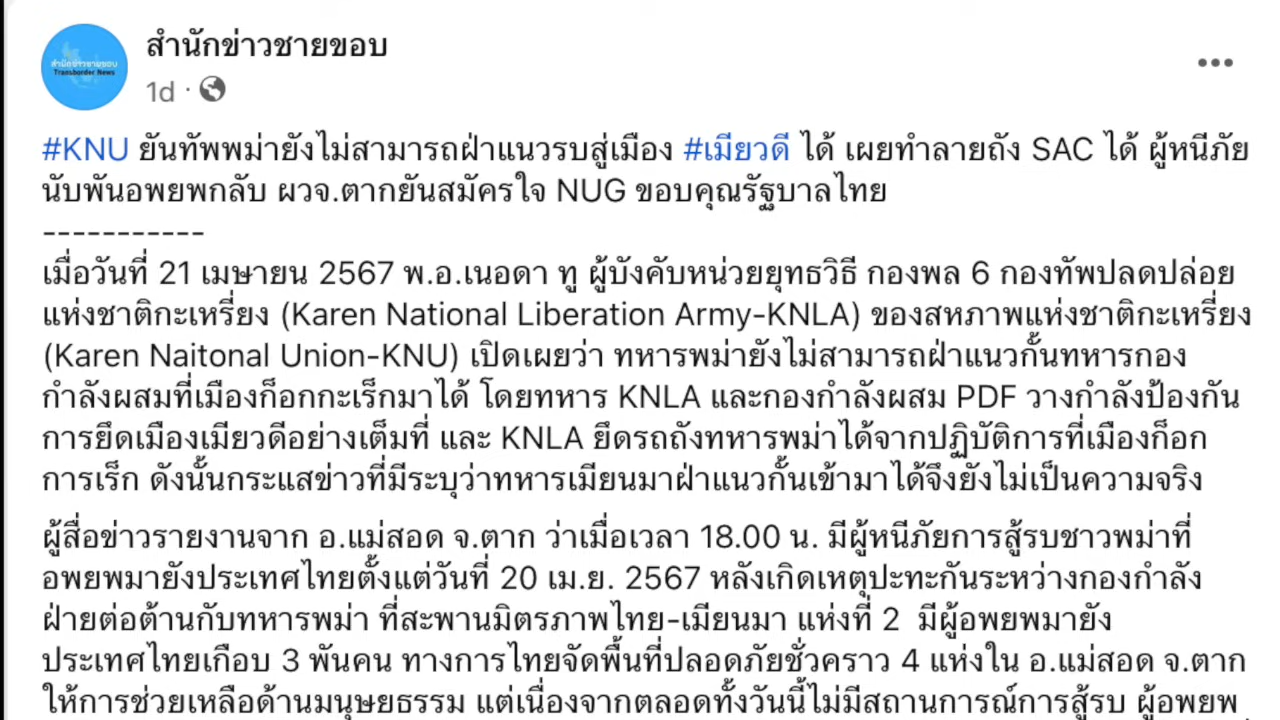 สำนักข่าวชายขอบ
สำนักข่าวชายขอบ
Transborder News
1d ·
#KNU ยันทัพพม่ายังไม่สามารถฝ่าแนวรบสู่เมือง #เมียวดี ได้ เผยทำลายถัง SAC ได้ ผู้หนีภัย
นับพันอพยพกลับ ผวจ.ตากยันสมัครใจ NUG ขอบคุณรัฐบาลไทย
-----------
เมื่อวันที่ 21 เมษายน 2567 พ.อ.เนอดา ทู ผู้บังคับหน่วยยุทธวิธี กองพล 6 กองทัพปลดปล่อย
แห่งชาติกะเหรี่ยง (Karen National Liberation Army-KNLA) ของสหภาพแห่งชาติกะเหรี่ยง
(Karen Naitonal Union-KNU) เปิดเผยว่า ทหารพม่ายังไม่สามารถฝ่าแนวกั้นทหารกอง
กำลังผสมที่เมืองก็อกกะเร็กมาได้ โดยทหาร KNLA และกองกำลังผสม PDF วางกำลังป้องกัน
การยึดเมืองเมียวดีอย่างเต็มที่ และ KNLA ยึดรถถังทหารพม่าได้จากปฏิบัติการที่เมืองก็อก
การเร็ก ดังนั้นกระแสข่าวที่มีระบุว่าทหารเมียนมาฝ่าแนวกั้นเข้ามาได้จึงยังไม่เป็นความจริง
ผู้สื่อข่าวรายงานจาก อ.แม่สอด จ.ตาก ว่าเมื่อเวลา 18.00 น. มีผู้หนีภัยการสู้รบชาวพม่าที่
อพยพมายังประเทศไทยตั้งแต่วันที่ 20 เม.ย. 2567 หลังเกิดเหตุปะทะกันระหว่างกองกำลัง
ฝ่ายต่อต้านกับทหารพม่า ที่สะพานมิตรภาพไทย-เมียนมา แห่งที่ 2 มีผู้อพยพมายัง
ประเทศไทยเกือบ 3 พันคน ทางการไทยจัดพื้นที่ปลอดภัยชั่วคราว 4 แห่งใน อ.แม่สอด จ.ตาก
ให้การช่วยเหลือด้านมนุษยธรรม แต่เนื่องจากตลอดทั้งวันนี้ไม่มีสถานการณ์การสู้รบ ผู้อพยพ